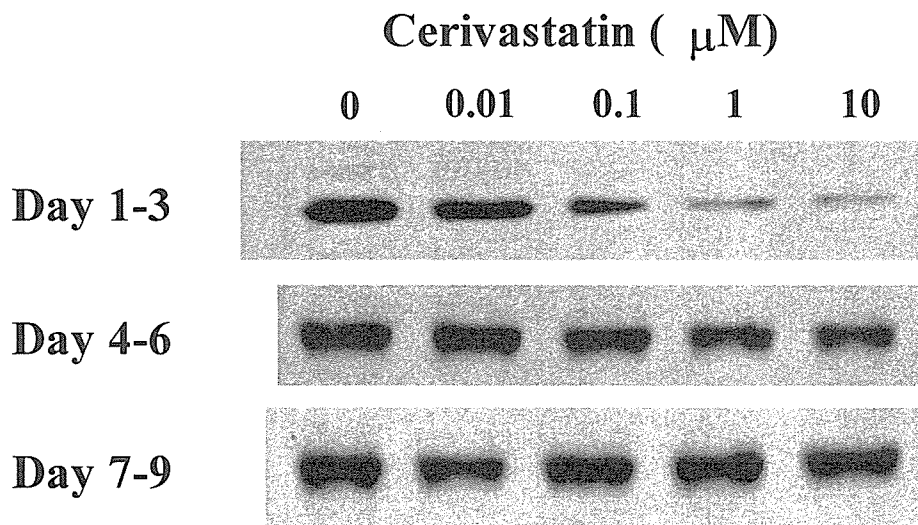 Cerivastatin ( μM)
0 0.01 0.1 1 10
Day 1-3
Day 4-6
Day 7-9